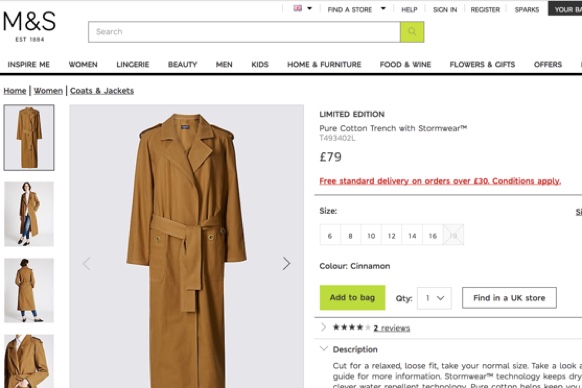 FIND A STORE HELP SIGN IN REGISTER SPARKS YOUR
M&S
EST 1884
Search
INSPIRE ME WOMEN LINGERIE BEAUTY MEN KIDS HOME & FURNITURE FOOD & WINE FLOWERS & GIFTS OFFERS
Home | Women | Coats & Jackets
LIMITED EDITION
Pure Cotton Trench with Stormwear™
T493402L
£79
Free standard delivery on orders over £30. Conditions apply.
Size:
6 8 10 12 14 16 18
Colour: Cinnamon
Add to bag Qty: 1 Find in a UK store
2 reviews
Description
Cut for a relaxed, loose fit, take your normal size. Take a look
guide for more information. Stormwear™ technology keeps dry
clever water repellent technology. Pure cotton helps keep you